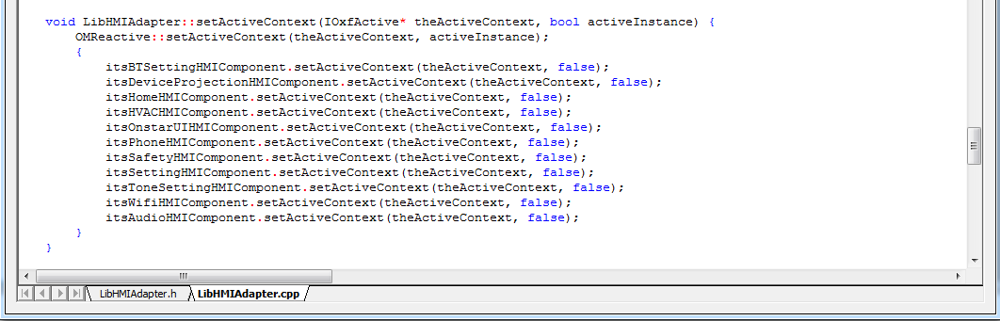 void LibHMIAdapter::setActiveContext(IOxfActive* theActiveContext, bool activeInstance) {
    OMReactive::setActiveContext(theActiveContext, activeInstance);
    {
        itsBTSettingHMIComponent.setActiveContext(theActiveContext, false);
        itsDeviceProjectionHMIComponent.setActiveContext(theActiveContext, false);
        itsHomeHMIComponent.setActiveContext(theActiveContext, false);
        itsHVACHMIComponent.setActiveContext(theActiveContext, false);
        itsOnstarUIHMIComponent.setActiveContext(theActiveContext, false);
        itsPhoneHMIComponent.setActiveContext(theActiveContext, false);
        itsSafetyHMIComponent.setActiveContext(theActiveContext, false);
        itsSettingHMIComponent.setActiveContext(theActiveContext, false);
        itsToneSettingHMIComponent.setActiveContext(theActiveContext, false);
        itsWifiHMIComponent.setActiveContext(theActiveContext, false);
        itsAudioHMIComponent.setActiveContext(theActiveContext, false);
    }
}
LibHMIAdapter.h LibHMIAdapter.cpp